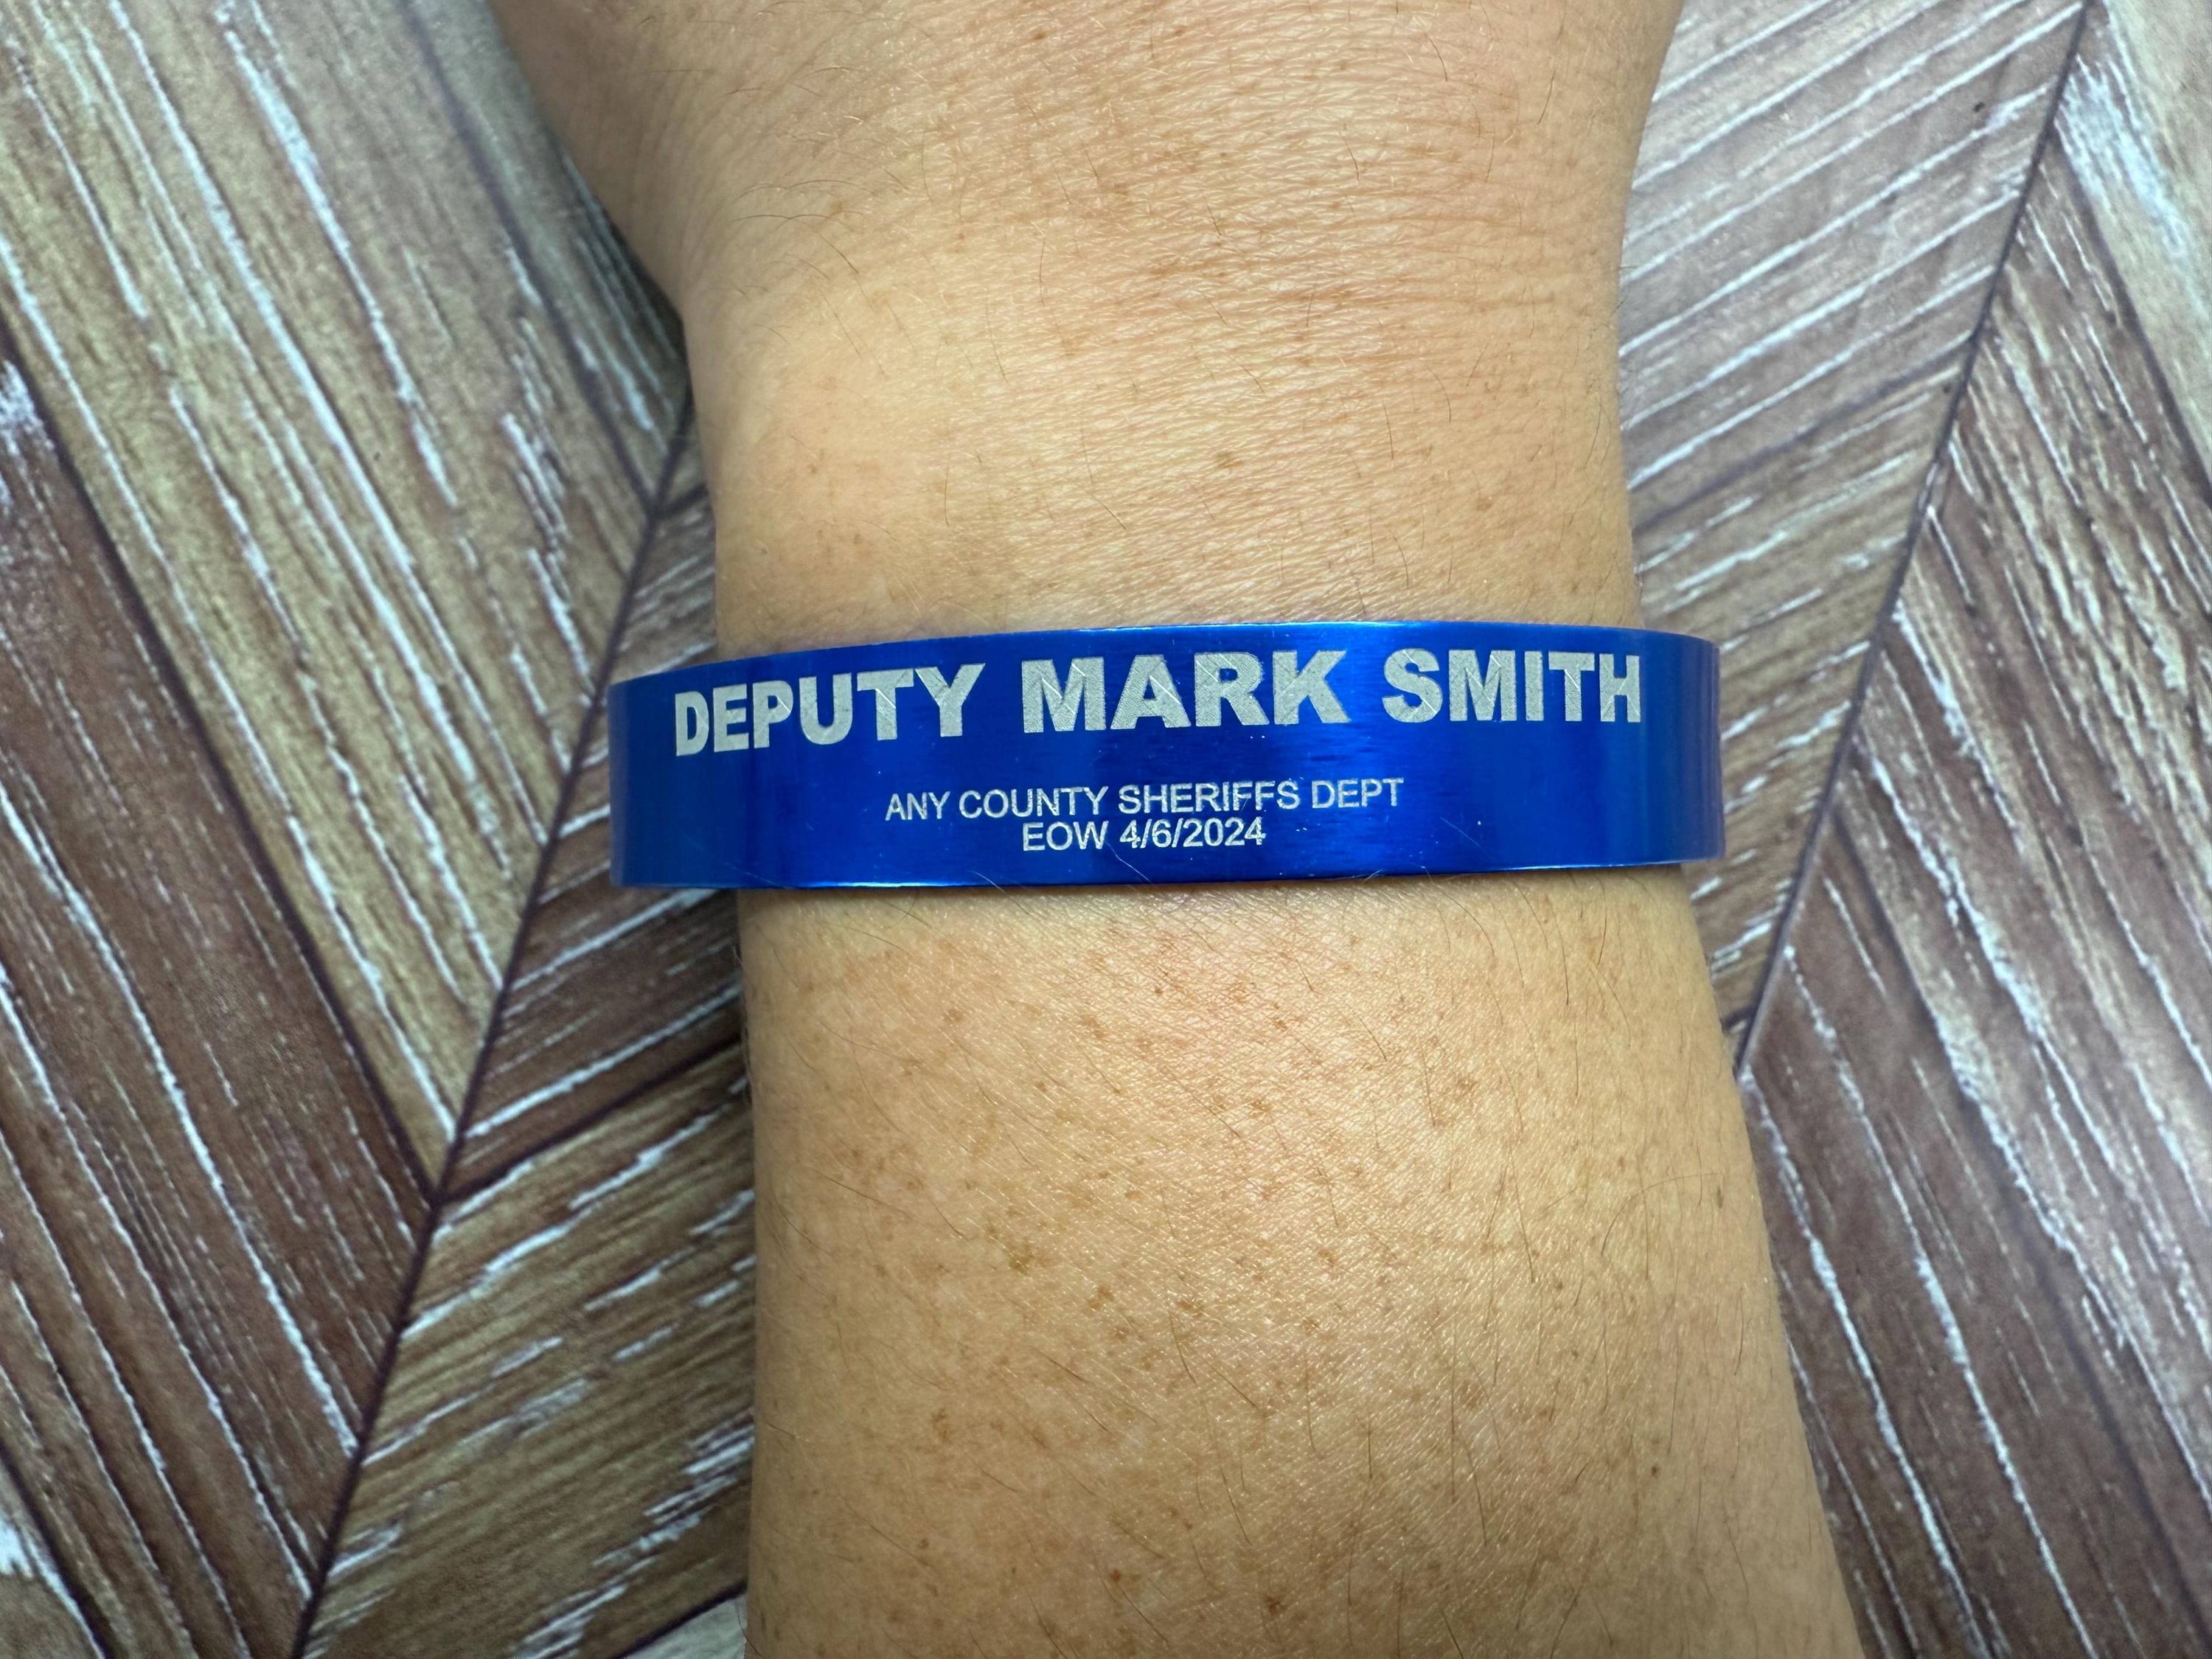 DEPUTY MARK SMITH
ANY COUNTY SHERIFFS DEPT
EOW 4/6/2024